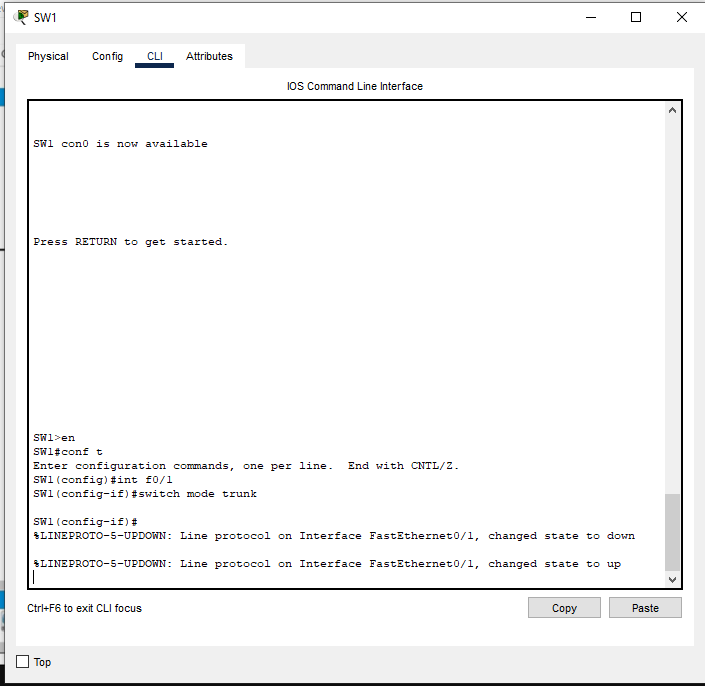 SW1
Physical Config CLI Attributes
IOS Command Line Interface
SW1 con0 is now available
Press RETURN to get started.
SW1>en
SW1#conf t
Enter configuration commands, one per line.  End with CNTL/Z.
SW1(config)#int f0/1
SW1(config-if)#switch mode trunk
SW1(config-if)#
%LINEPROTO-5-UPDOWN: Line protocol on Interface FastEthernet0/1, changed state to down
%LINEPROTO-5-UPDOWN: Line protocol on Interface FastEthernet0/1, changed state to up
Ctrl+F6 to exit CLI focus
Copy Paste
Top